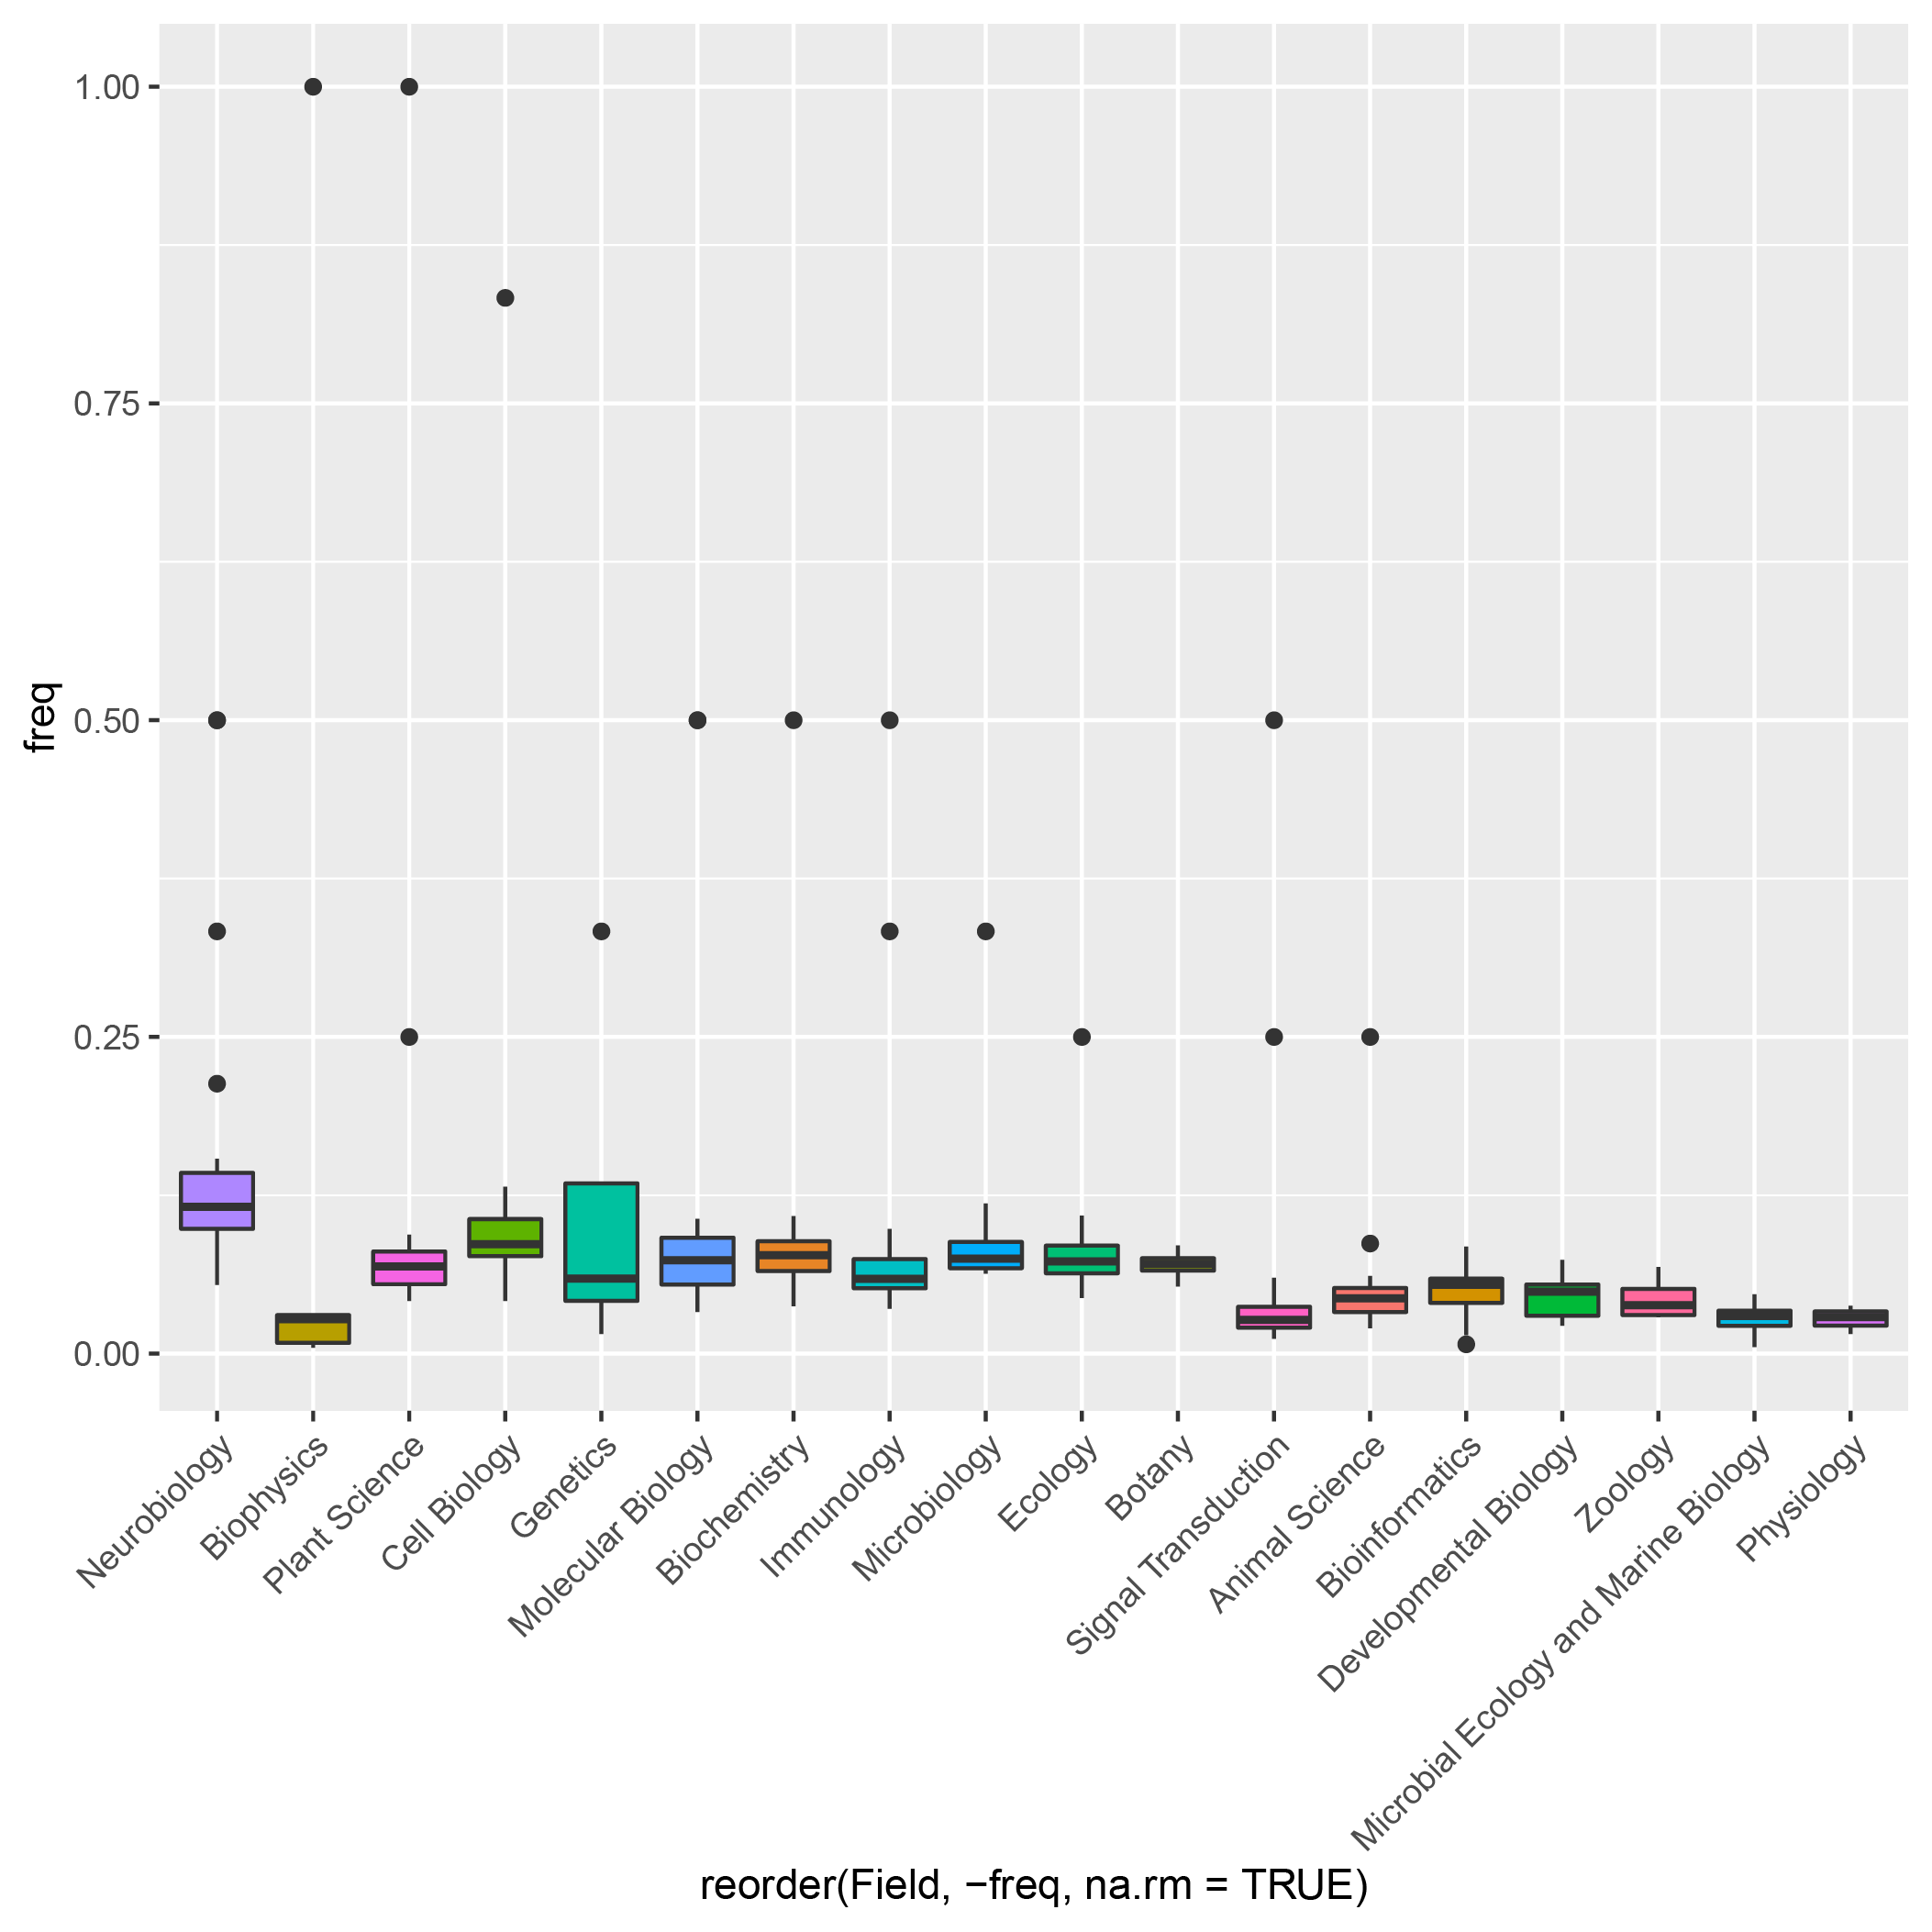 1.00
0.75
0.50
0.25
0.00
freq
Neurobiology
Biophysics
Plant Science
Cell Biology
Genetics
Molecular Biology
Biochemistry
Immunology
Microbiology
Ecology
Botany
Signal Transduction
Animal Science
Bioinformatics
Developmental Biology
Zoology
Microbial Ecology and Marine Biology
Physiology
reorder(Field, −freq, na.rm = TRUE)